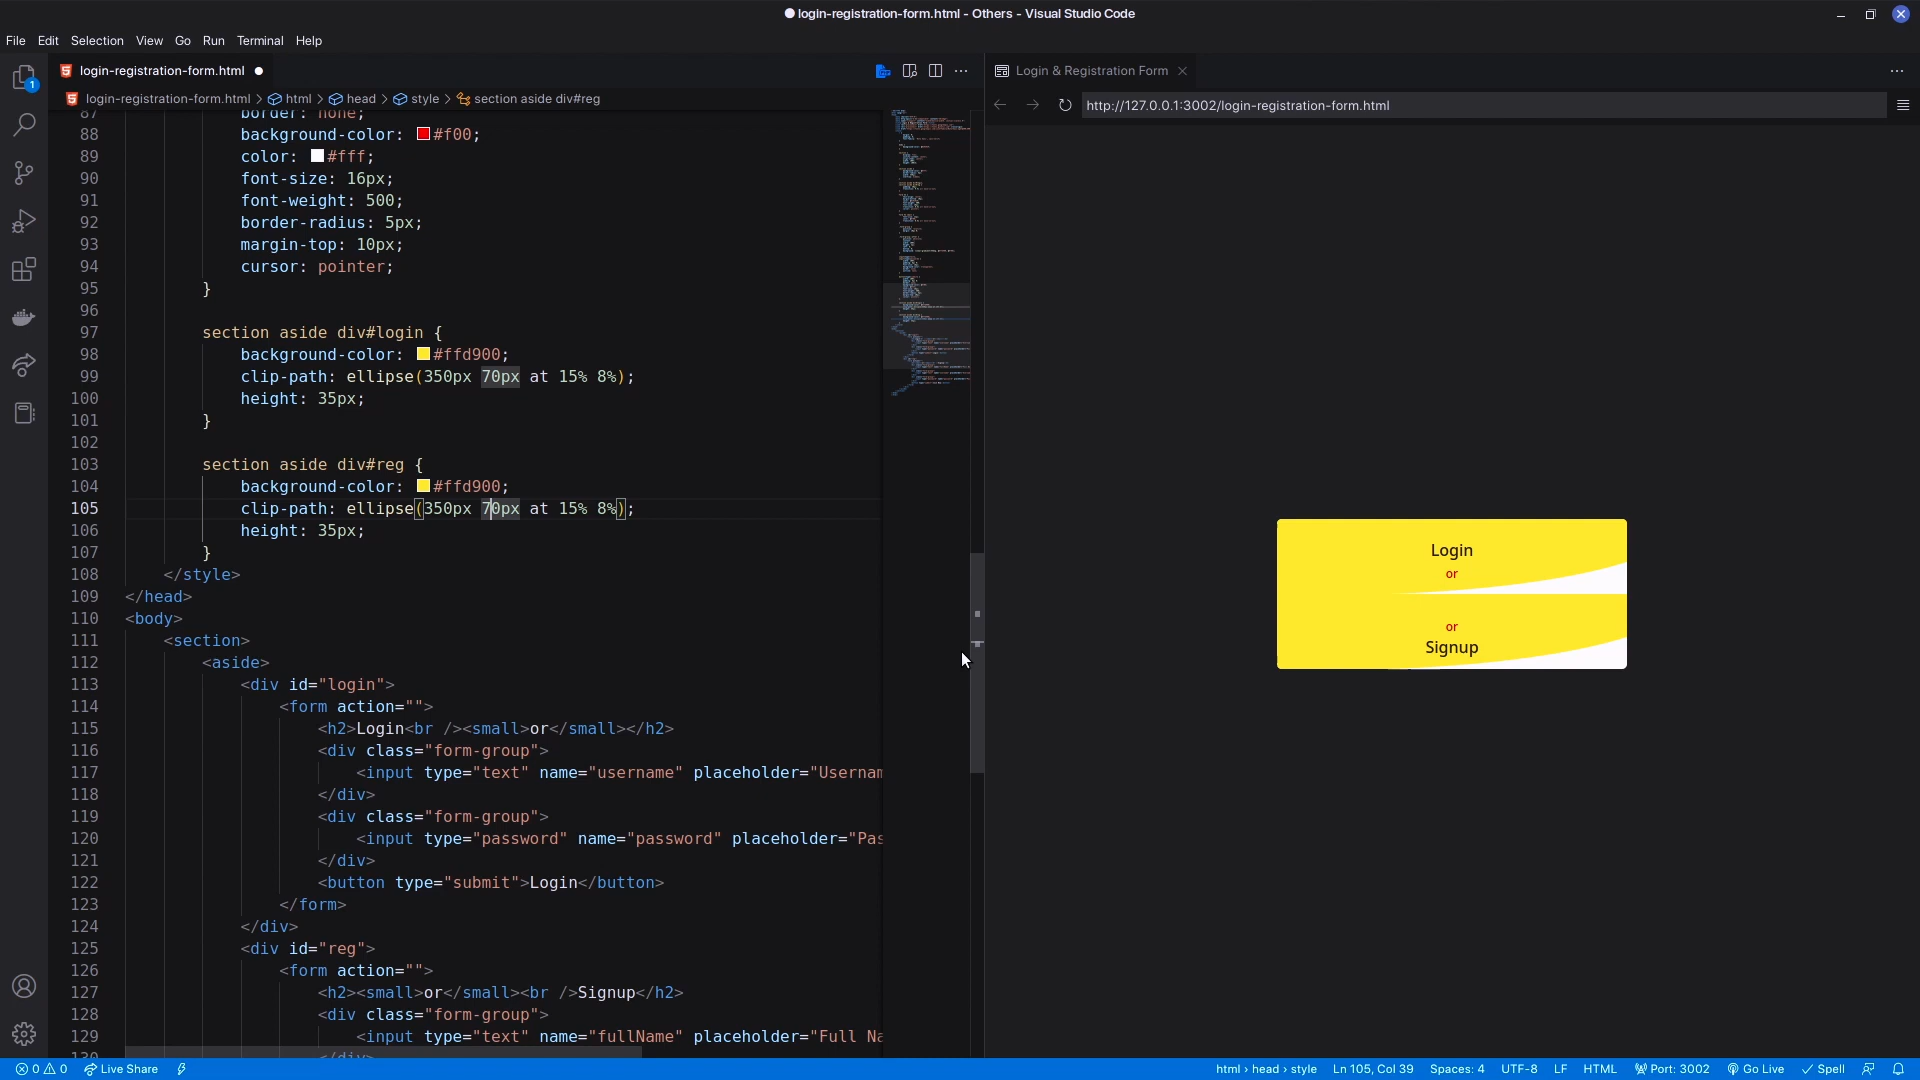 login-registration-form.html - Others - Visual Studio Code
File Edit Selection View Go Run Terminal Help
1
login-registration-form.html
Login & Registration Form
login-registration-form.html > html > head > style > section aside div#reg
http://127.0.0.1:3002/login-registration-form.html
87 border: none;
88 background-color: #f00;
89 color: #fff;
90 font-size: 16px;
91 font-weight: 500;
92 border-radius: 5px;
93 margin-top: 10px;
94 cursor: pointer;
95 }
96
97 section aside div#login {
98 background-color: #ffd900;
99 clip-path: ellipse(350px 70px at 15% 8%);
100 height: 35px;
101 }
102
103 section aside div#reg {
104 background-color: #ffd900;
105 clip-path: ellipse(350px 70px at 15% 8%);
106 height: 35px;
107 }
108 </style>
109 </head>
110 <body>
111 <section>
112 <aside>
113 <div id="login">
114 <form action="">
115 <h2>Login<br /><small>or</small></h2>
116 <div class="form-group">
117 <input type="text" name="username" placeholder="Usernam
118 </div>
119 <div class="form-group">
120 <input type="password" name="password" placeholder="Pas
121 </div>
122 <button type="submit">Login</button>
123 </form>
124 </div>
125 <div id="reg">
126 <form action="">
127 <h2><small>or</small><br />Signup</h2>
128 <div class="form-group">
129 <input type="text" name="fullName" placeholder="Full Na
130 </div>
Login
or
or
Signup
0 0 Live Share
html > head > style Ln 105, Col 39 Spaces: 4 UTF-8 LF HTML Port: 3002 Go Live Spell